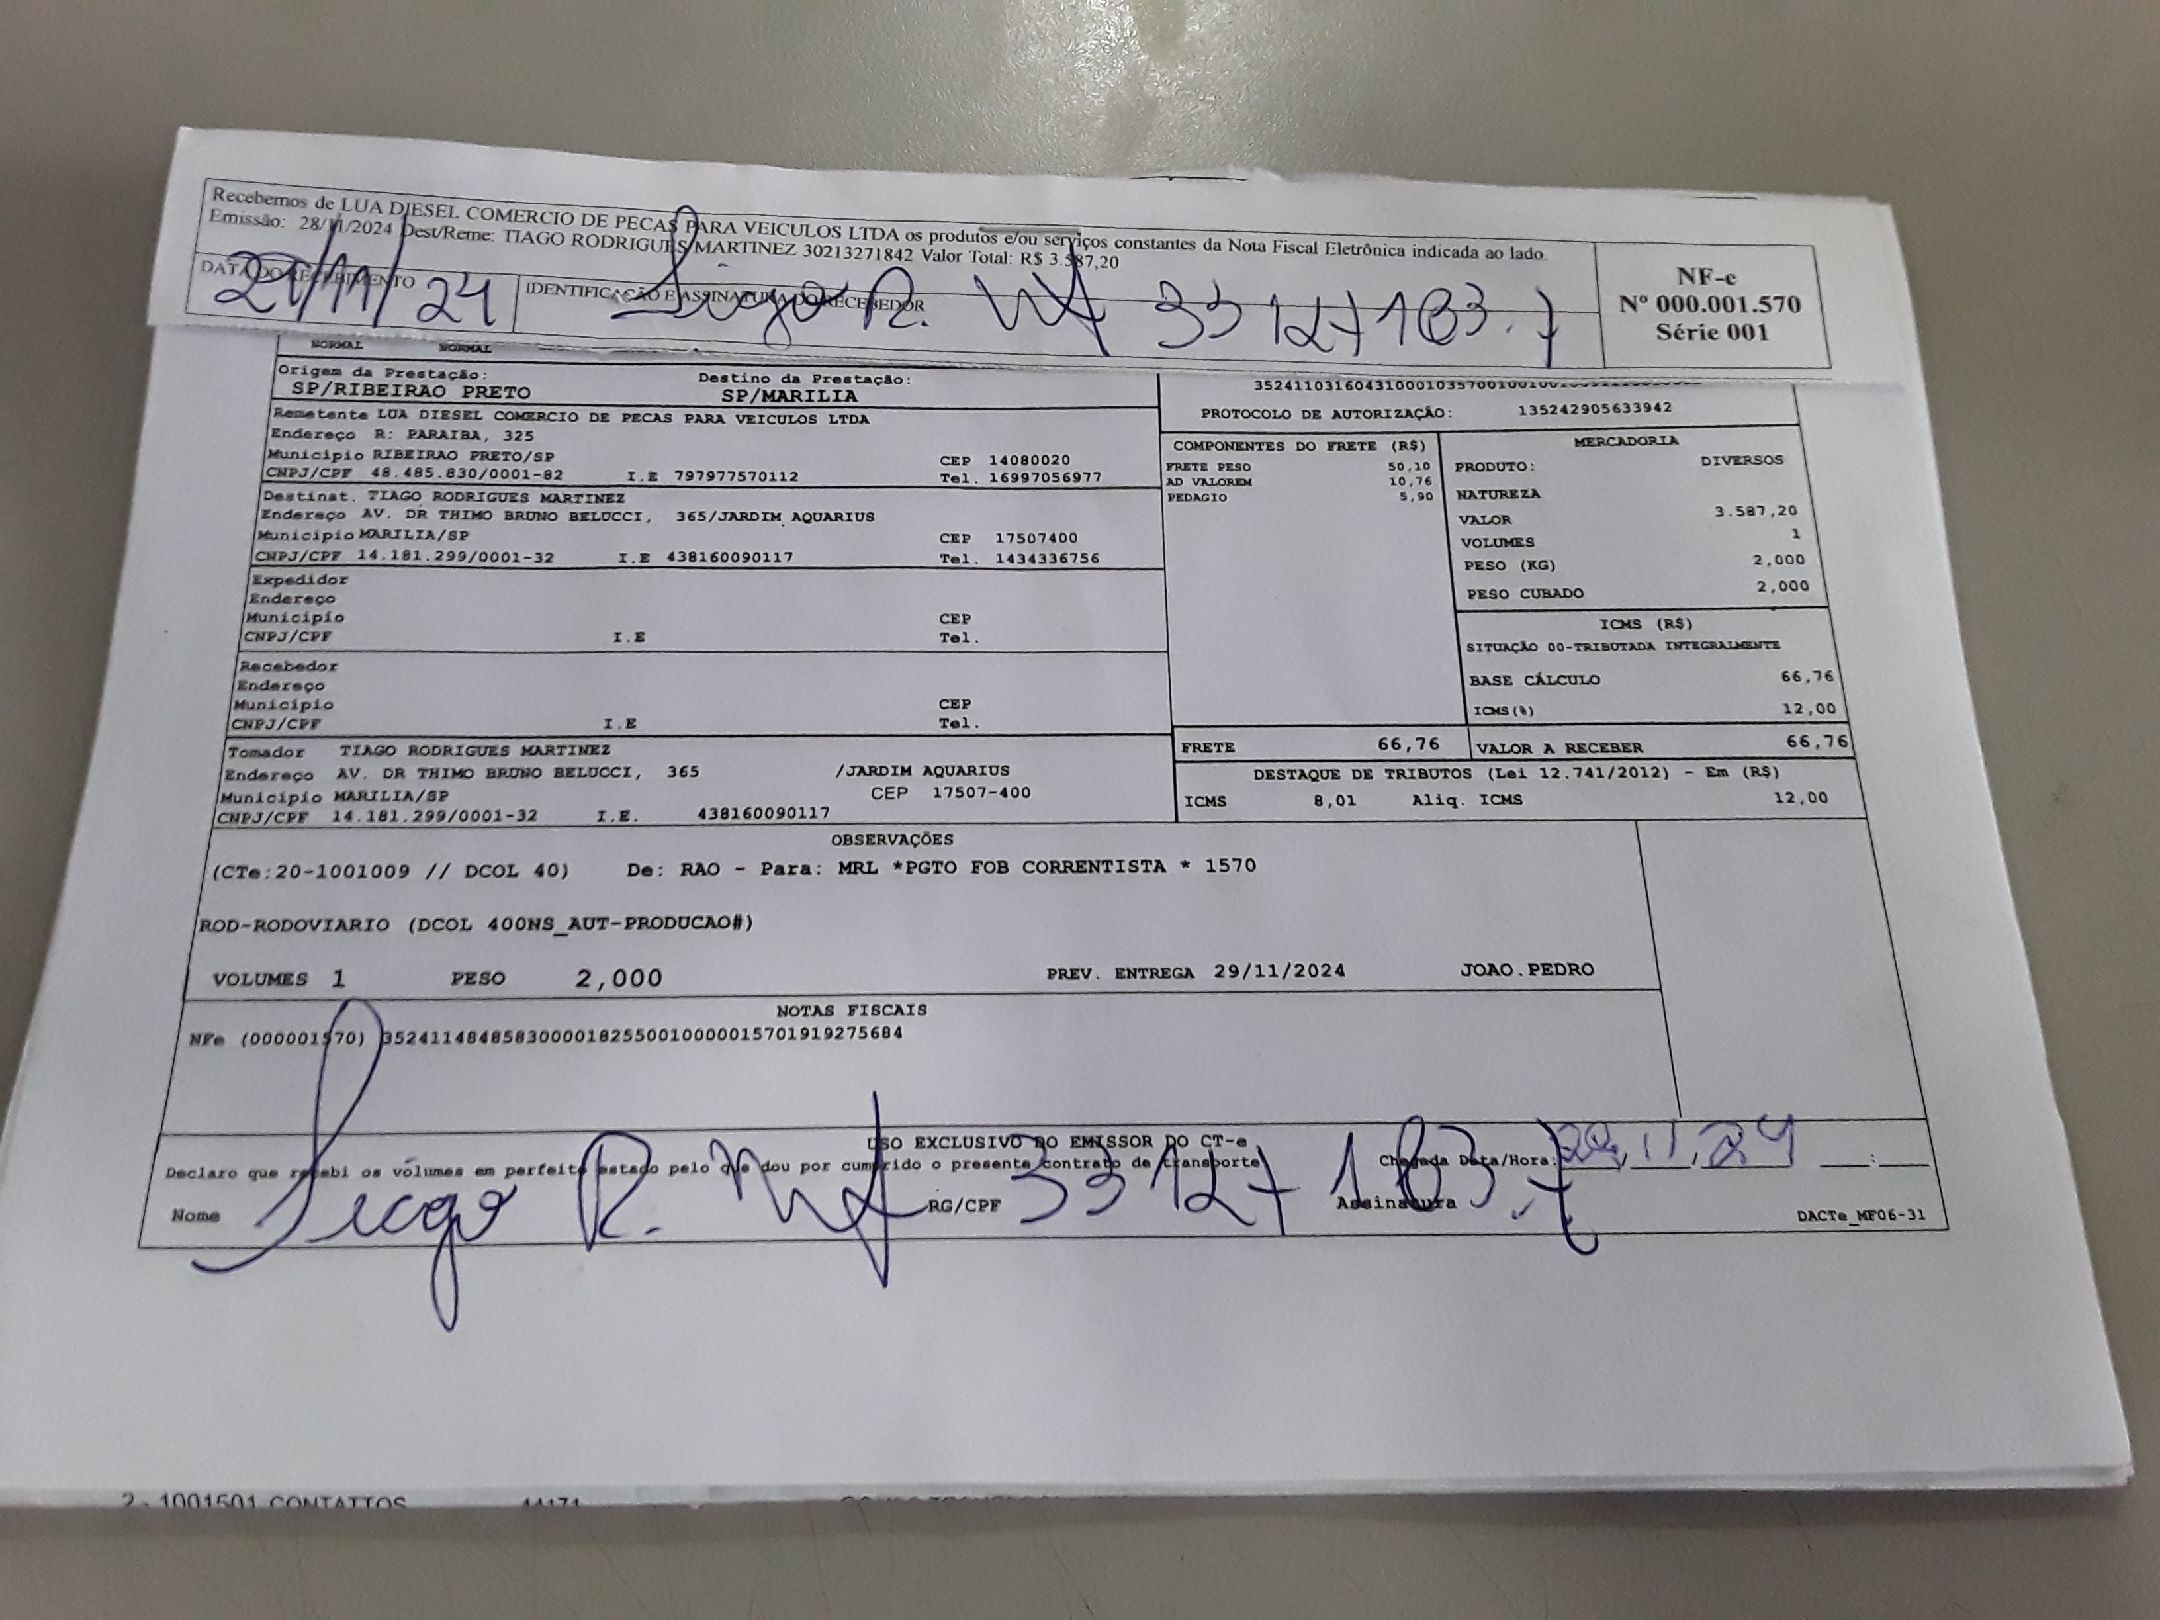 Recebemos de LUA DIESEL COMERCIO DE PECAS PARA VEICULOS LTDA os produtos e/ou serviços constantes da Nota Fiscal Eletrônica indicada ao lado.
Emissão: 28/11/2024 Dest/Reme: TIAGO RODRIGUES MARTINEZ 30213271842 Valor Total: R$ 3.587,20
DATA DO RECEBIMENTO
IDENTIFICAÇÃO E ASSINATURA DO RECEBEDOR
/11/24
R.
NF-e
Nº 000.001.570
Série 001
NORMAL NORMAL
Origem da Prestação: Destino da Prestação:
SP/RIBEIRAO PRETO SP/MARILIA
Remetente LUA DIESEL COMERCIO DE PECAS PARA VEICULOS LTDA
Endereço R: PARAIBA, 325
Município RIBEIRAO PRETO/SP CEP 14080020
CNPJ/CPF 48.485.830/0001-82 I.E 797977570112 Tel. 16997056977
Destinat. TIAGO RODRIGUES MARTINEZ
Endereço AV. DR THIMO BRUNO BELUCCI, 365/JARDIM AQUARIUS
Município MARILIA/SP CEP 17507400
CNPJ/CPF 14.181.299/0001-32 I.E 438160090117 Tel. 1434336756
Expedidor
Endereço
Município CEP
CNPJ/CPF I.E Tel.
Recebedor
Endereço
Município CEP
CNPJ/CPF I.E Tel.
Tomador TIAGO RODRIGUES MARTINEZ
Endereço AV. DR THIMO BRUNO BELUCCI, 365 /JARDIM AQUARIUS
Município MARILIA/SP CEP 17507-400
CNPJ/CPF 14.181.299/0001-32 I.E. 438160090117
PROTOCOLO DE AUTORIZAÇÃO: 135242905633942
COMPONENTES DO FRETE (R$)
FRETE PESO 50,10
AD VALOREM 10,76
PEDAGIO 5,90
MERCADORIA
PRODUTO: DIVERSOS
NATUREZA
VALOR 3.587,20
VOLUMES 1
PESO (KG) 2,000
PESO CUBADO 2,000
ICMS (R$)
SITUAÇÃO 00-TRIBUTADA INTEGRALMENTE
BASE CÁLCULO 66,76
ICMS(%) 12,00
FRETE 66,76 VALOR A RECEBER 66,76
DESTAQUE DE TRIBUTOS (Lei 12.741/2012) - Em (R$)
ICMS 8,01 Aliq. ICMS 12,00
OBSERVAÇÕES
(CTe:20-1001009 // DCOL 40) De: RAO - Para: MRL *PGTO FOB CORRENTISTA * 1570
ROD-RODOVIARIO (DCOL 400NS_AUT-PRODUCAO#)
VOLUMES 1 PESO 2,000 PREV. ENTREGA 29/11/2024 JOAO.PEDRO
NOTAS FISCAIS
NFe (000001570) 35241148485830000182550010000015701919275684
USO EXCLUSIVO DO EMISSOR DO CT-e
Declaro que recebi os volumes em perfeito estado pelo que dou por cumprido o presente contrato de transporte
Chegada Data/Hora: 11 24 :
R.
Nome RG/CPF Assinatura DACTe_MF06-31
2 - 1001501 CONTATTOS